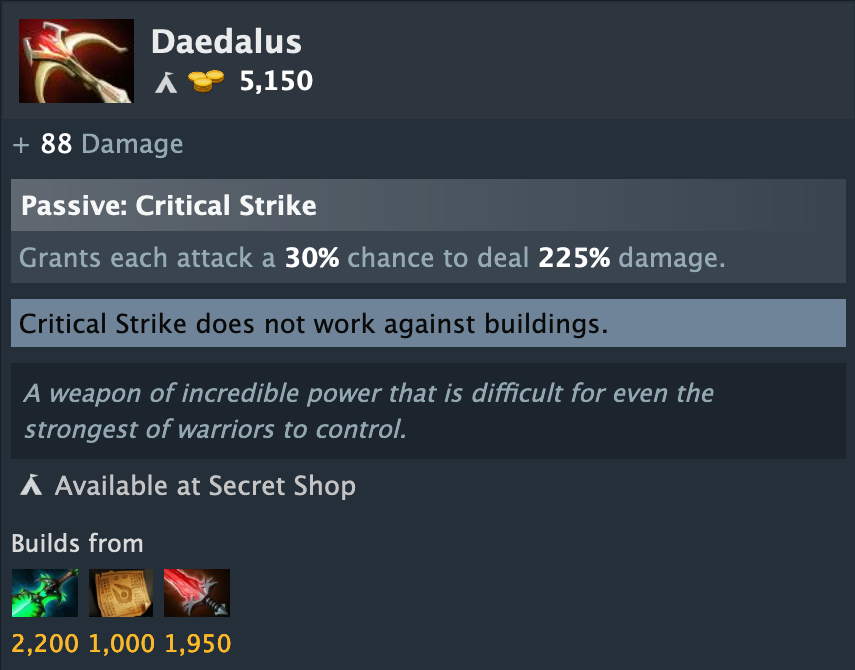 Daedalus
5,150
+ 88 Damage
Passive: Critical Strike
Grants each attack a 30% chance to deal 225% damage.
Critical Strike does not work against buildings.
A weapon of incredible power that is difficult for even the
strongest of warriors to control.
Available at Secret Shop
Builds from
2,200 1,000 1,950